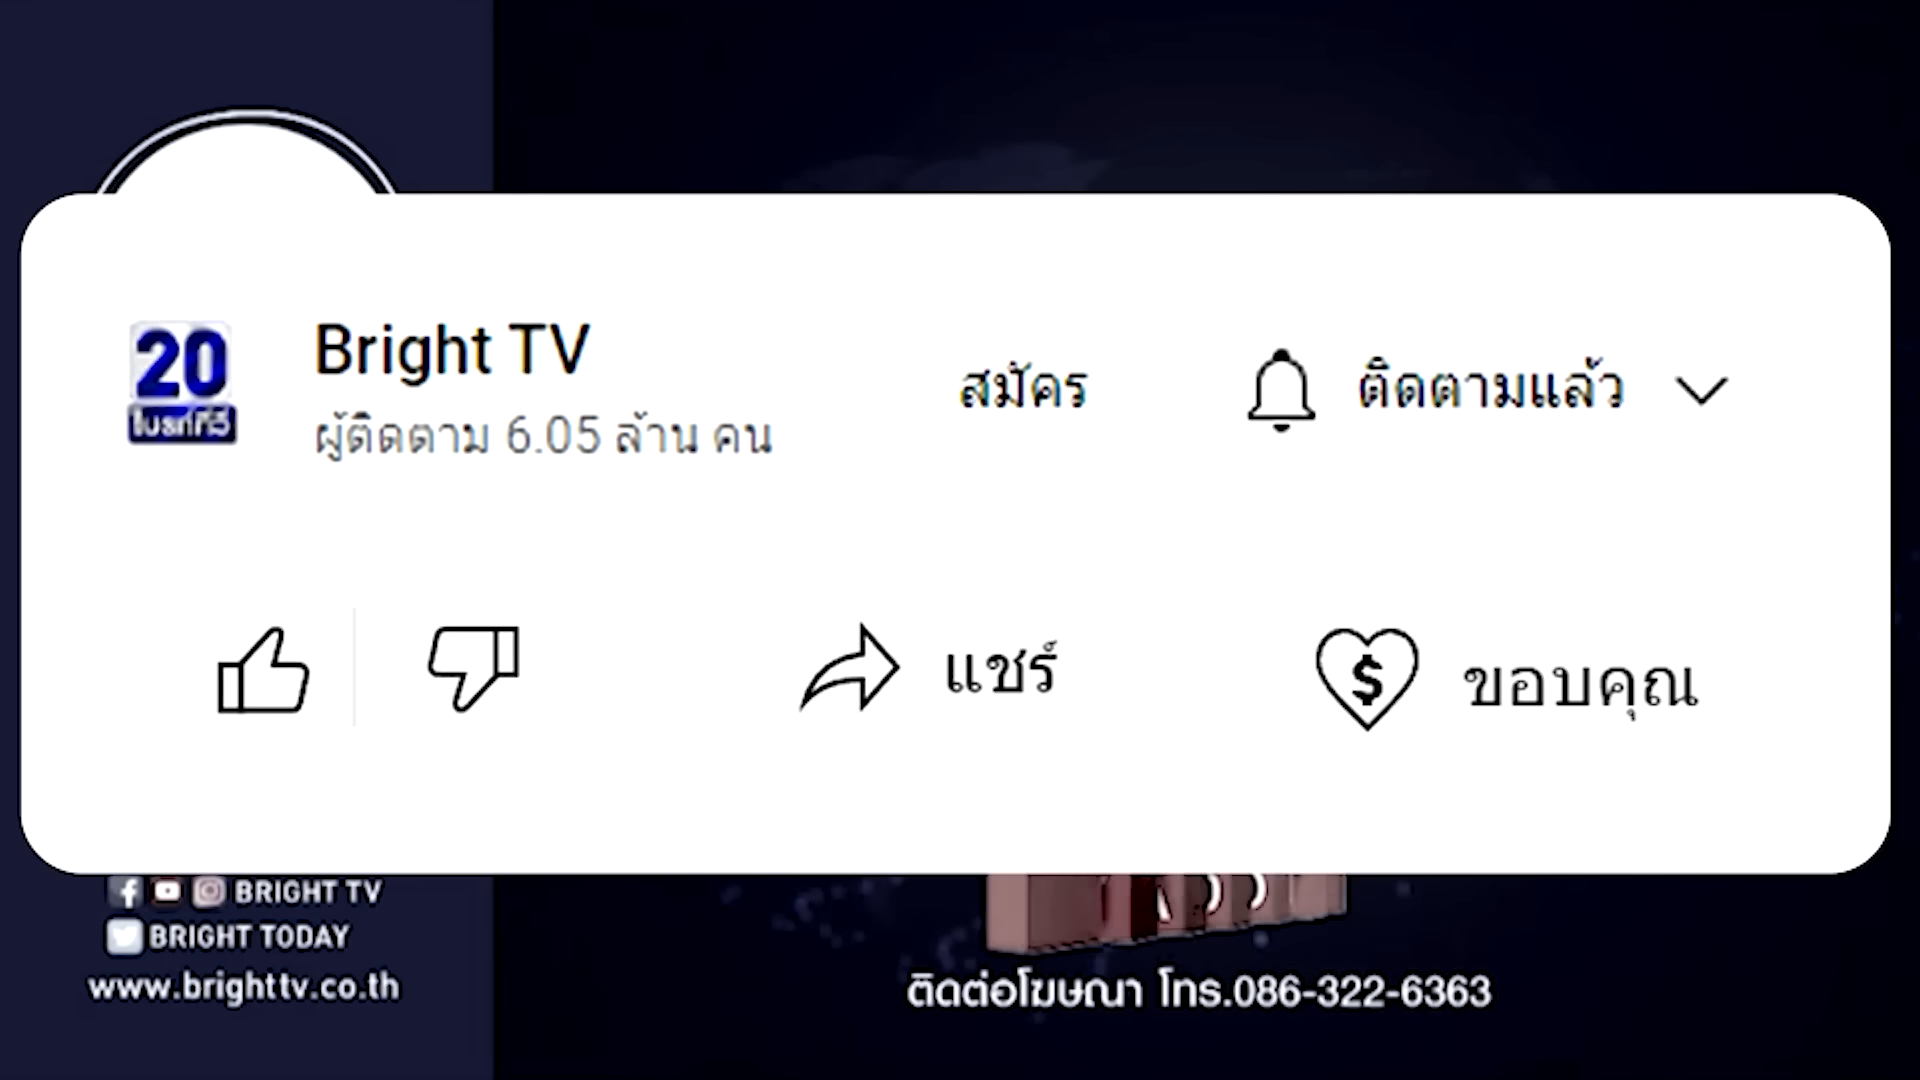 20
ไบรท์ทีวี
Bright TV
ผู้ติดตาม 6.05 ล้าน คน
สมัคร
ติดตามแล้ว
แชร์
$ ขอบคุณ
BRIGHT TV
BRIGHT TODAY
www.brighttv.co.th
ติดต่อโฆษณา โทร.086-322-6363